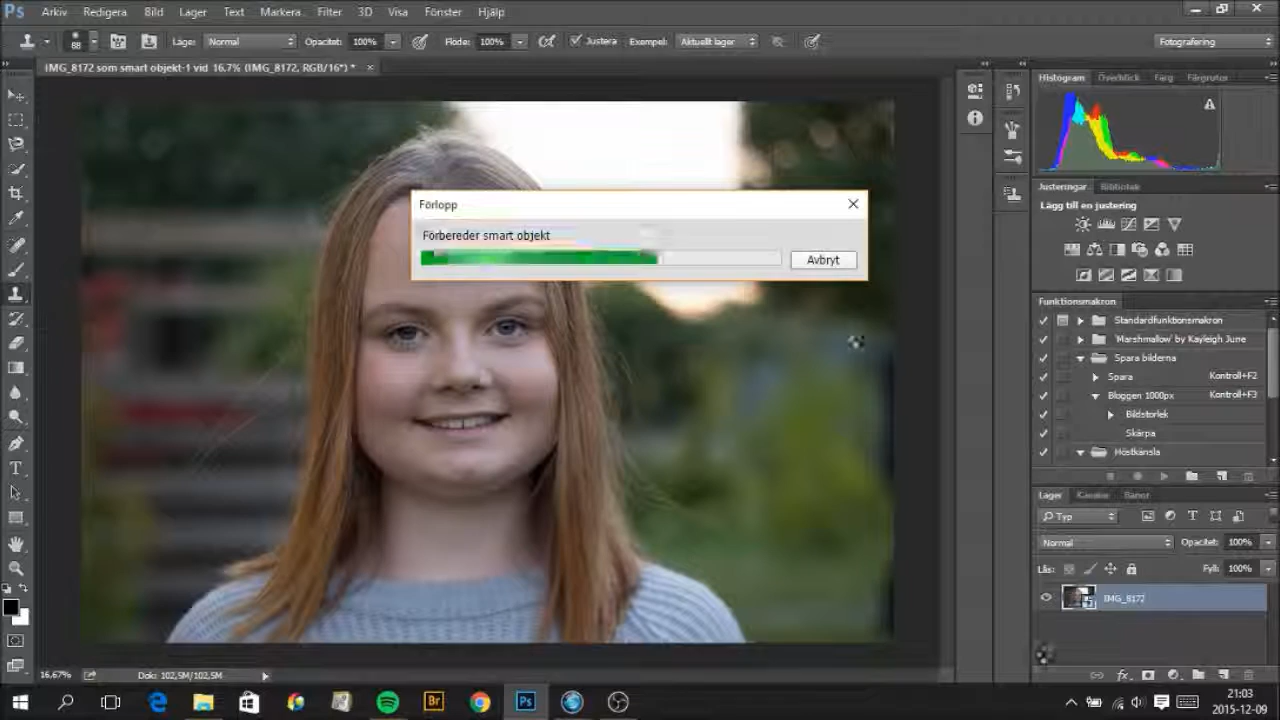 Ps Arkiv Redigera Bild Lager Text Markera Filter 3D Visa Fönster Hjälp
88 Läge: Normal Opacitet: 100% Flöde: 100% Justera Exempel: Aktuellt lager Fotografering
IMG_8172 som smart objekt-1 vid 16.7% (IMG_8172, RGB/16*) * ×
Histogram Överblick Färg Färgrutor
Förlopp
Förbereder smart objekt
Avbryt
Justeringar Bibliotek
Lägg till en justering
Funktionsmakron
Standardfunktionsmakron
'Marshmallow' by Kayleigh June
Spara bilderna
Spara Kontroll+F2
Bloggen 1000px Kontroll+F3
Bildstorlek
Skärpa
Höstkänsla
Lager Kanaler Banor
Typ
Normal Opacitet: 100%
Lås: Fyll: 100%
IMG_8172
16.67% Dok: 102,5M/102,5M
Br Ps
21:03
2015-12-09